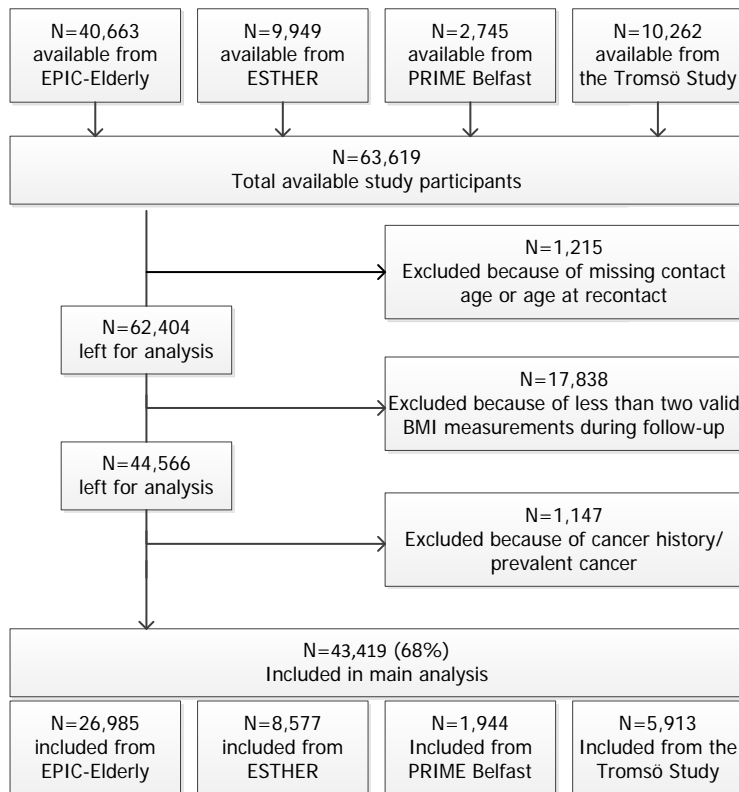 N=40,663
available from
EPIC-Elderly
N=9,949
available from
ESTHER
N=2,745
available from
PRIME Belfast
N=10,262
available from
the Tromsö Study
N=63,619
Total available study participants
N=1,215
Excluded because of missing contact
age or age at recontact
N=62,404
left for analysis
N=17,838
Excluded because of less than two valid
BMI measurements during follow-up
N=44,566
left for analysis
N=1,147
Excluded because of cancer history/
prevalent cancer
N=43,419 (68%)
Included in main analysis
N=26,985
included from
EPIC-Elderly
N=8,577
included from
ESTHER
N=1,944
Included from
PRIME Belfast
N=5,913
Included from the
Tromsö Study